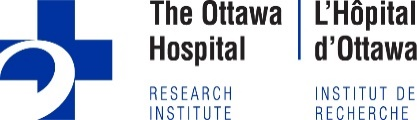 The Ottawa
Hospital
RESEARCH
INSTITUTE
L'Hôpital
d'Ottawa
INSTITUT DE
RECHERCHE